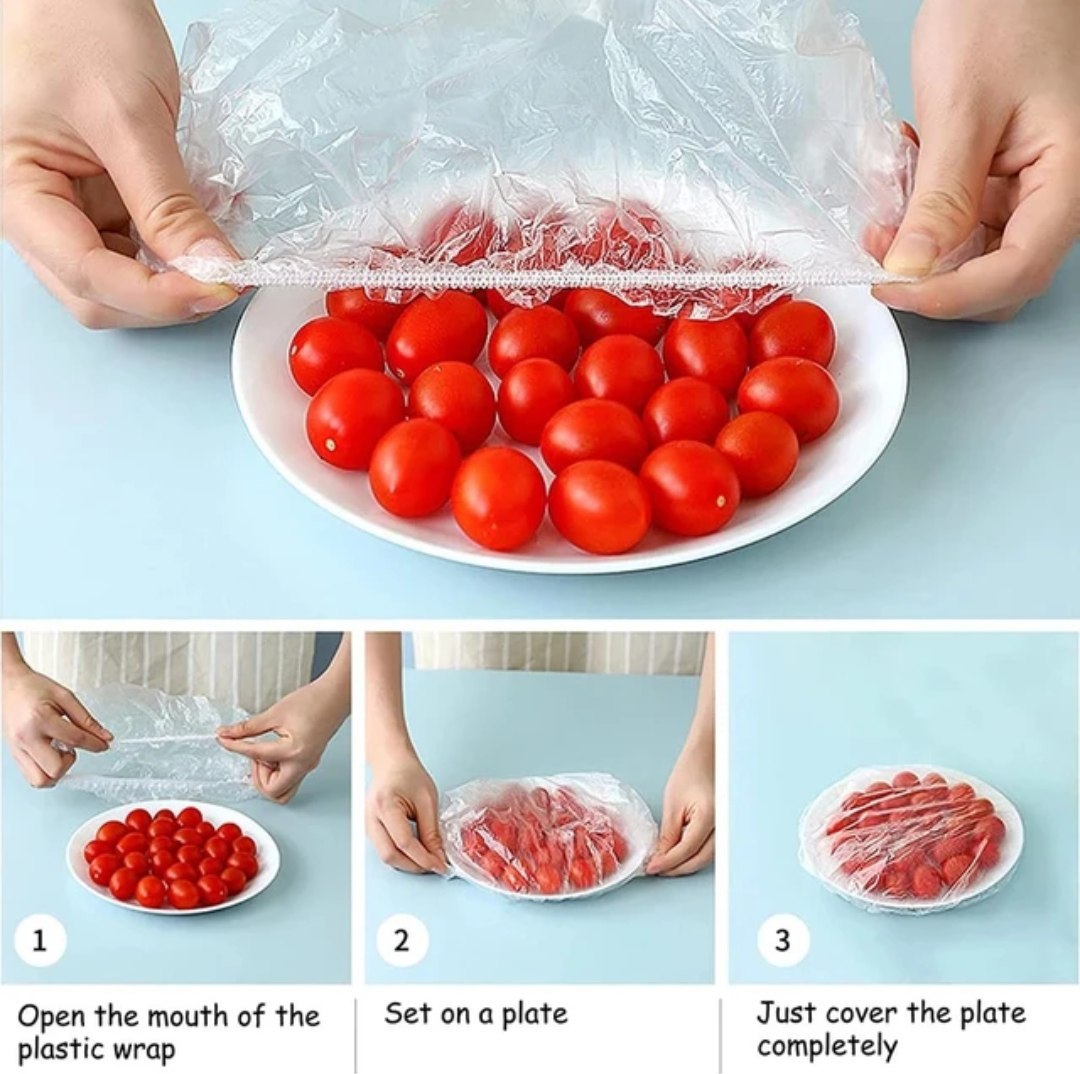 1
2
3
Open the mouth of the
plastic wrap
Set on a plate
Just cover the plate
completely